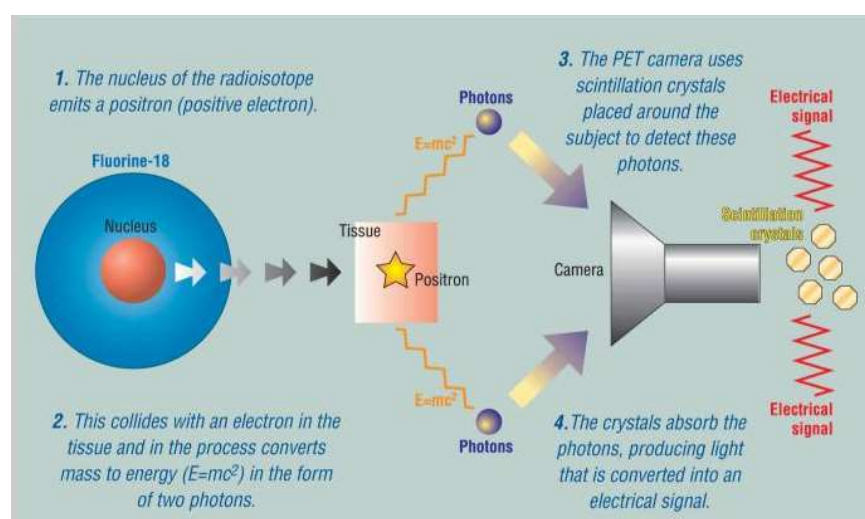 1. The nucleus of the radioisotope
emits a positron (positive electron).
Fluorine-18
Nucleus
2. This collides with an electron in the
tissue and in the process converts
mass to energy (E=mc²) in the form
of two photons.
Photons
E=mc²
Tissue
Positron
E=mc²
Photons
3. The PET camera uses
scintillation crystals
placed around the
subject to detect these
photons.
Camera
4. The crystals absorb the
photons, producing light
that is converted into an
electrical signal.
Electrical
signal
Scintillation
crystals
Electrical
signal